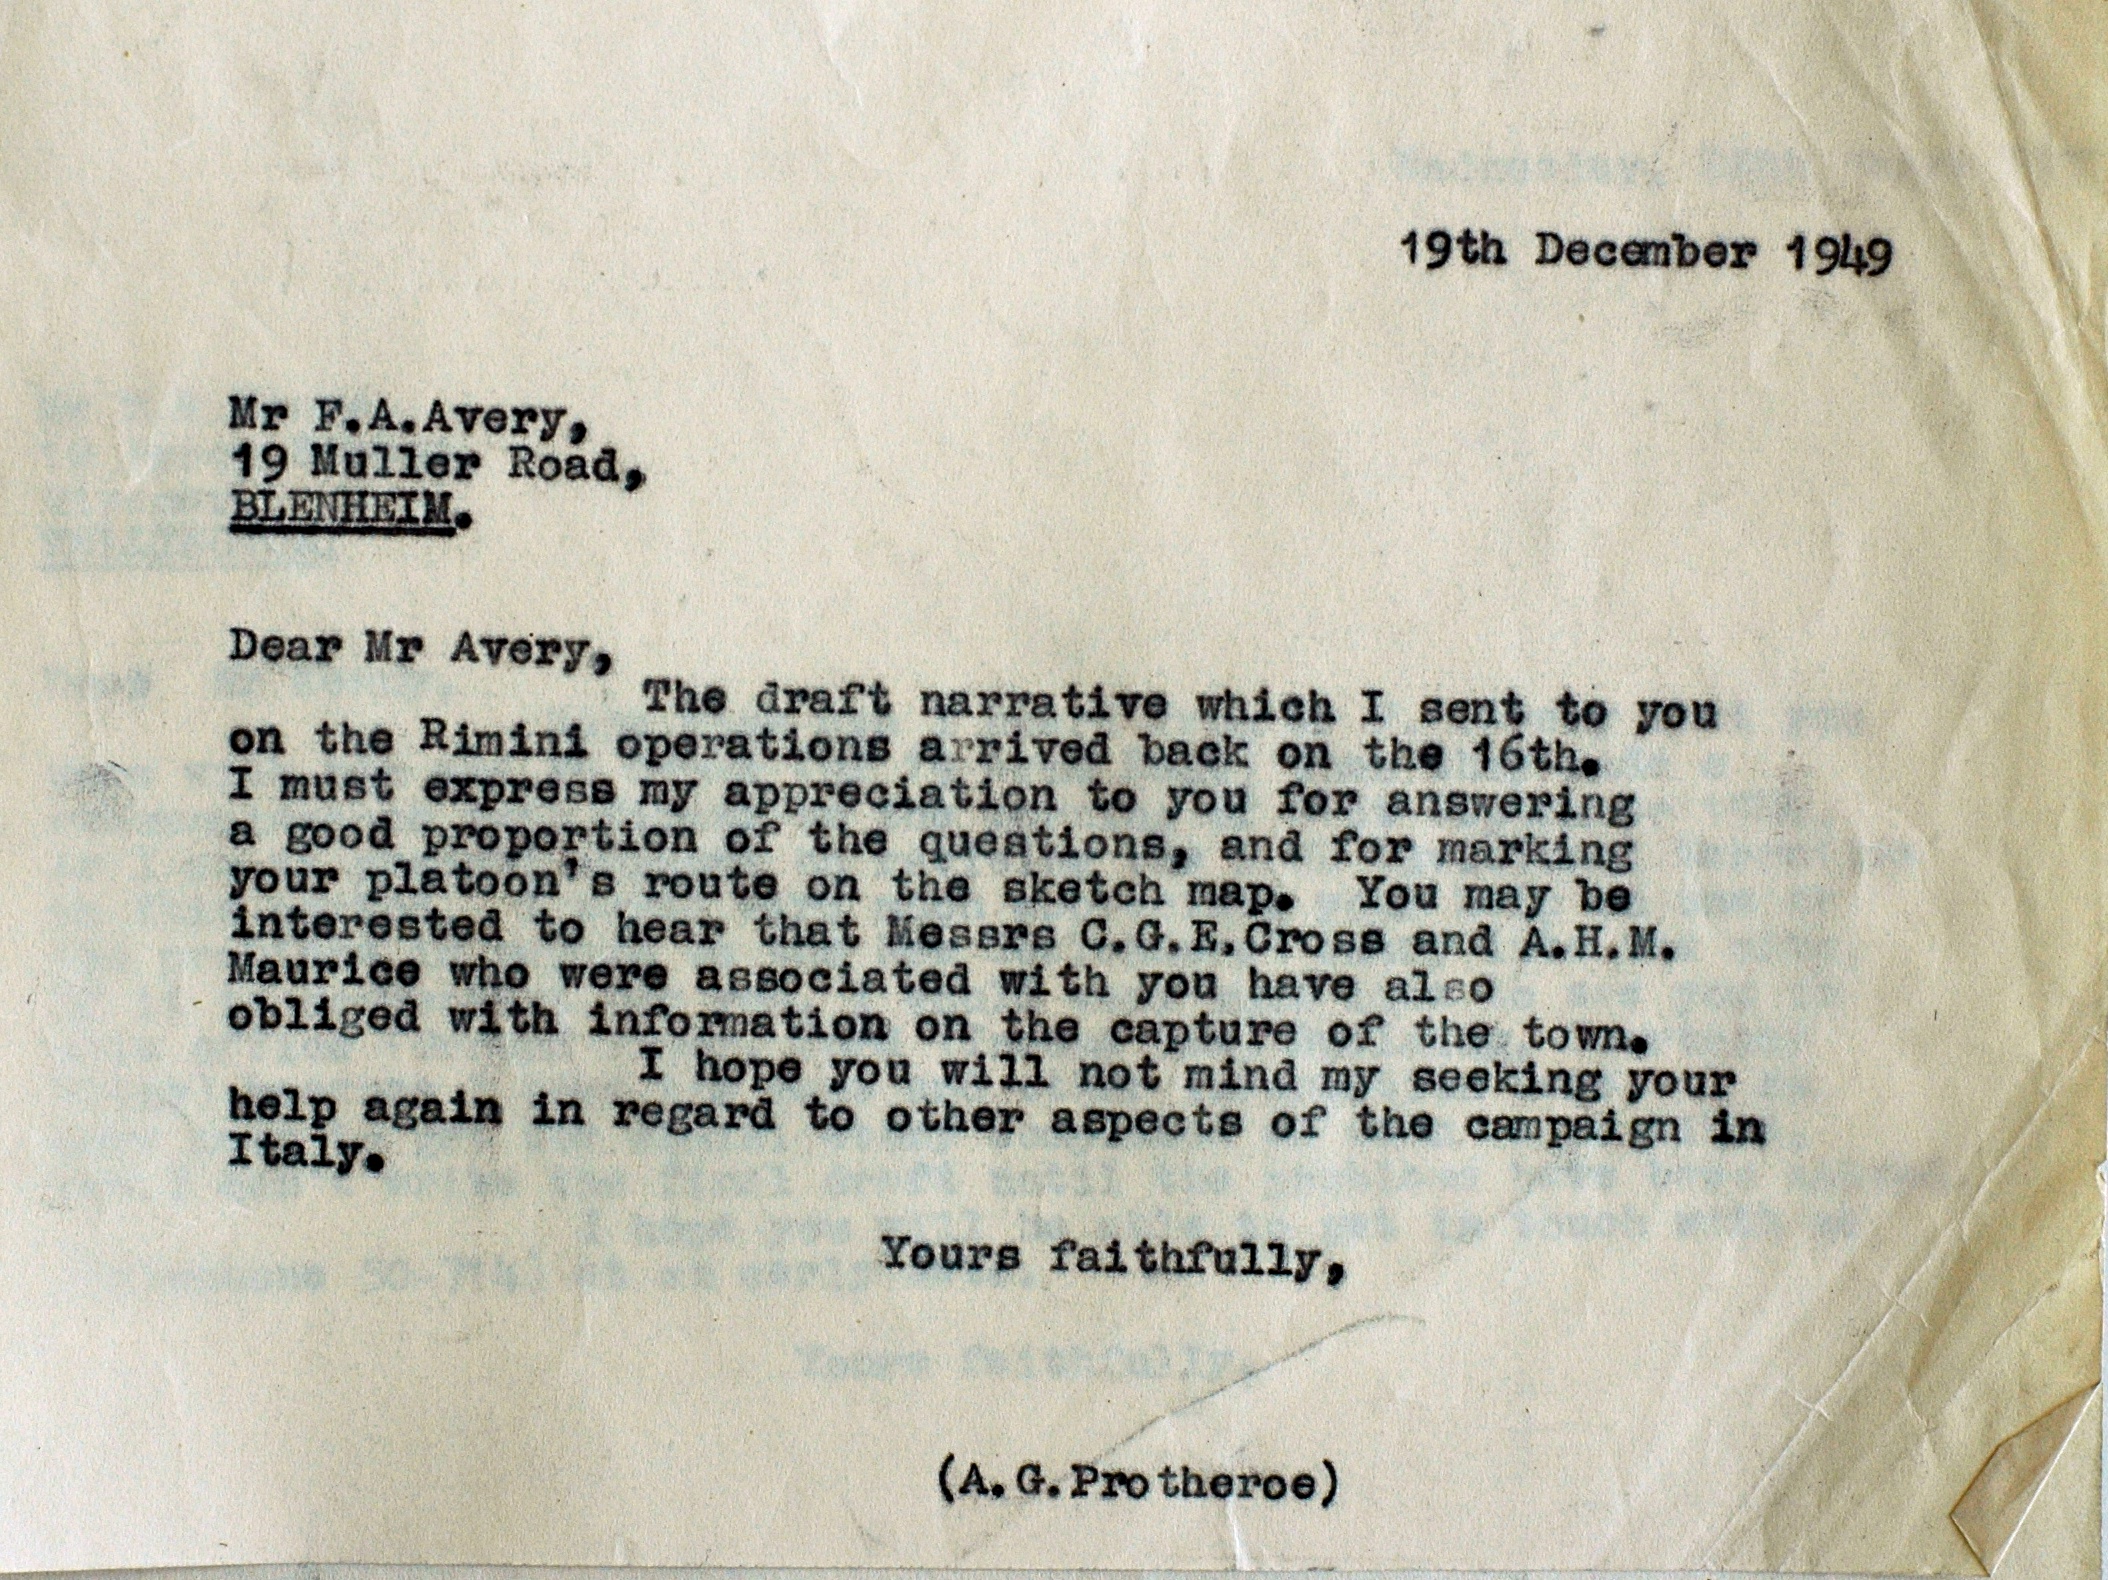 19th December 1949
Mr F.A.Avery,
19 Muller Road,
BLENHEIM.
Dear Mr Avery,
The draft narrative which I sent to you
on the Rimini operations arrived back on the 16th.
I must express my appreciation to you for answering
a good proportion of the questions, and for marking
your platoon's route on the sketch map. You may be
interested to hear that Messrs C.G.E.Cross and A.H.M.
Maurice who were associated with you have also
obliged with information on the capture of the town.
I hope you will not mind my seeking your
help again in regard to other aspects of the campaign in
Italy.
Yours faithfully,
(A.G.Protheroe)